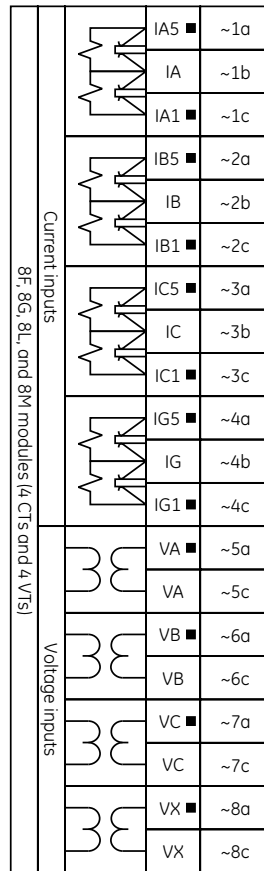 8F, 8G, 8L, and 8M modules (4 CTs and 4 VTs)
Current inputs
IA5 ■ ~1a
IA ~1b
IA1 ■ ~1c
IB5 ■ ~2a
IB ~2b
IB1 ■ ~2c
IC5 ■ ~3a
IC ~3b
IC1 ■ ~3c
IG5 ■ ~4a
IG ~4b
IG1 ■ ~4c
Voltage inputs
VA ■ ~5a
VA ~5c
VB ■ ~6a
VB ~6c
VC ■ ~7a
VC ~7c
VX ■ ~8a
VX ~8c